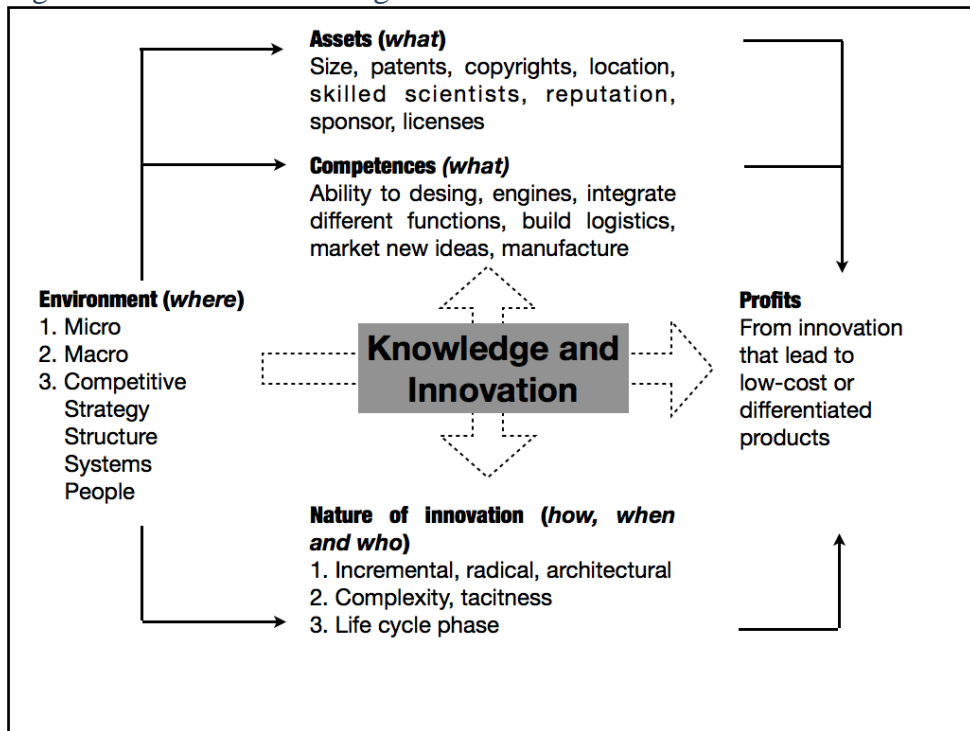 Assets (what)
Size, patents, copyrights, location,
skilled scientists, reputation,
sponsor, licenses
Competences (what)
Ability to desing, engines, integrate
different functions, build logistics,
market new ideas, manufacture
Environment (where)
1. Micro
2. Macro
3. Competitive
Strategy
Structure
Systems
People
Knowledge and
Innovation
Profits
From innovation
that lead to
low-cost or
differentiated
products
Nature of innovation (how, when
and who)
1. Incremental, radical, architectural
2. Complexity, tacitness
3. Life cycle phase